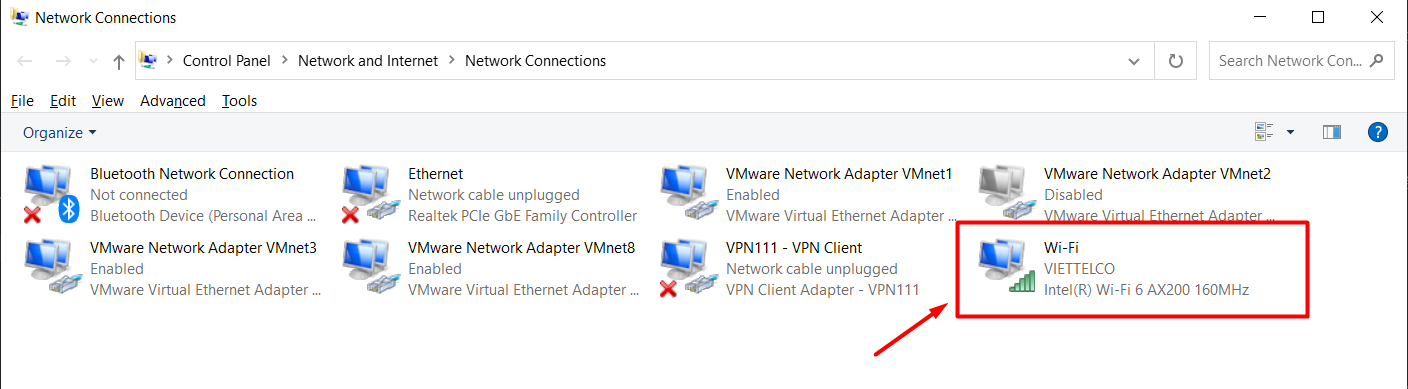 Network Connections
Control Panel > Network and Internet > Network Connections
Search Network Con...
File Edit View Advanced Tools
Organize
?
Bluetooth Network Connection
Not connected
Bluetooth Device (Personal Area ...
Ethernet
Network cable unplugged
Realtek PCIe GbE Family Controller
VMware Network Adapter VMnet1
Enabled
VMware Virtual Ethernet Adapter ...
VMware Network Adapter VMnet2
Disabled
VMware Virtual Ethernet Adapter ...
VMware Network Adapter VMnet3
Enabled
VMware Virtual Ethernet Adapter ...
VMware Network Adapter VMnet8
Enabled
VMware Virtual Ethernet Adapter ...
VPN111 - VPN Client
Network cable unplugged
VPN Client Adapter - VPN111
Wi-Fi
VIETTELCO
Intel(R) Wi-Fi 6 AX200 160MHz